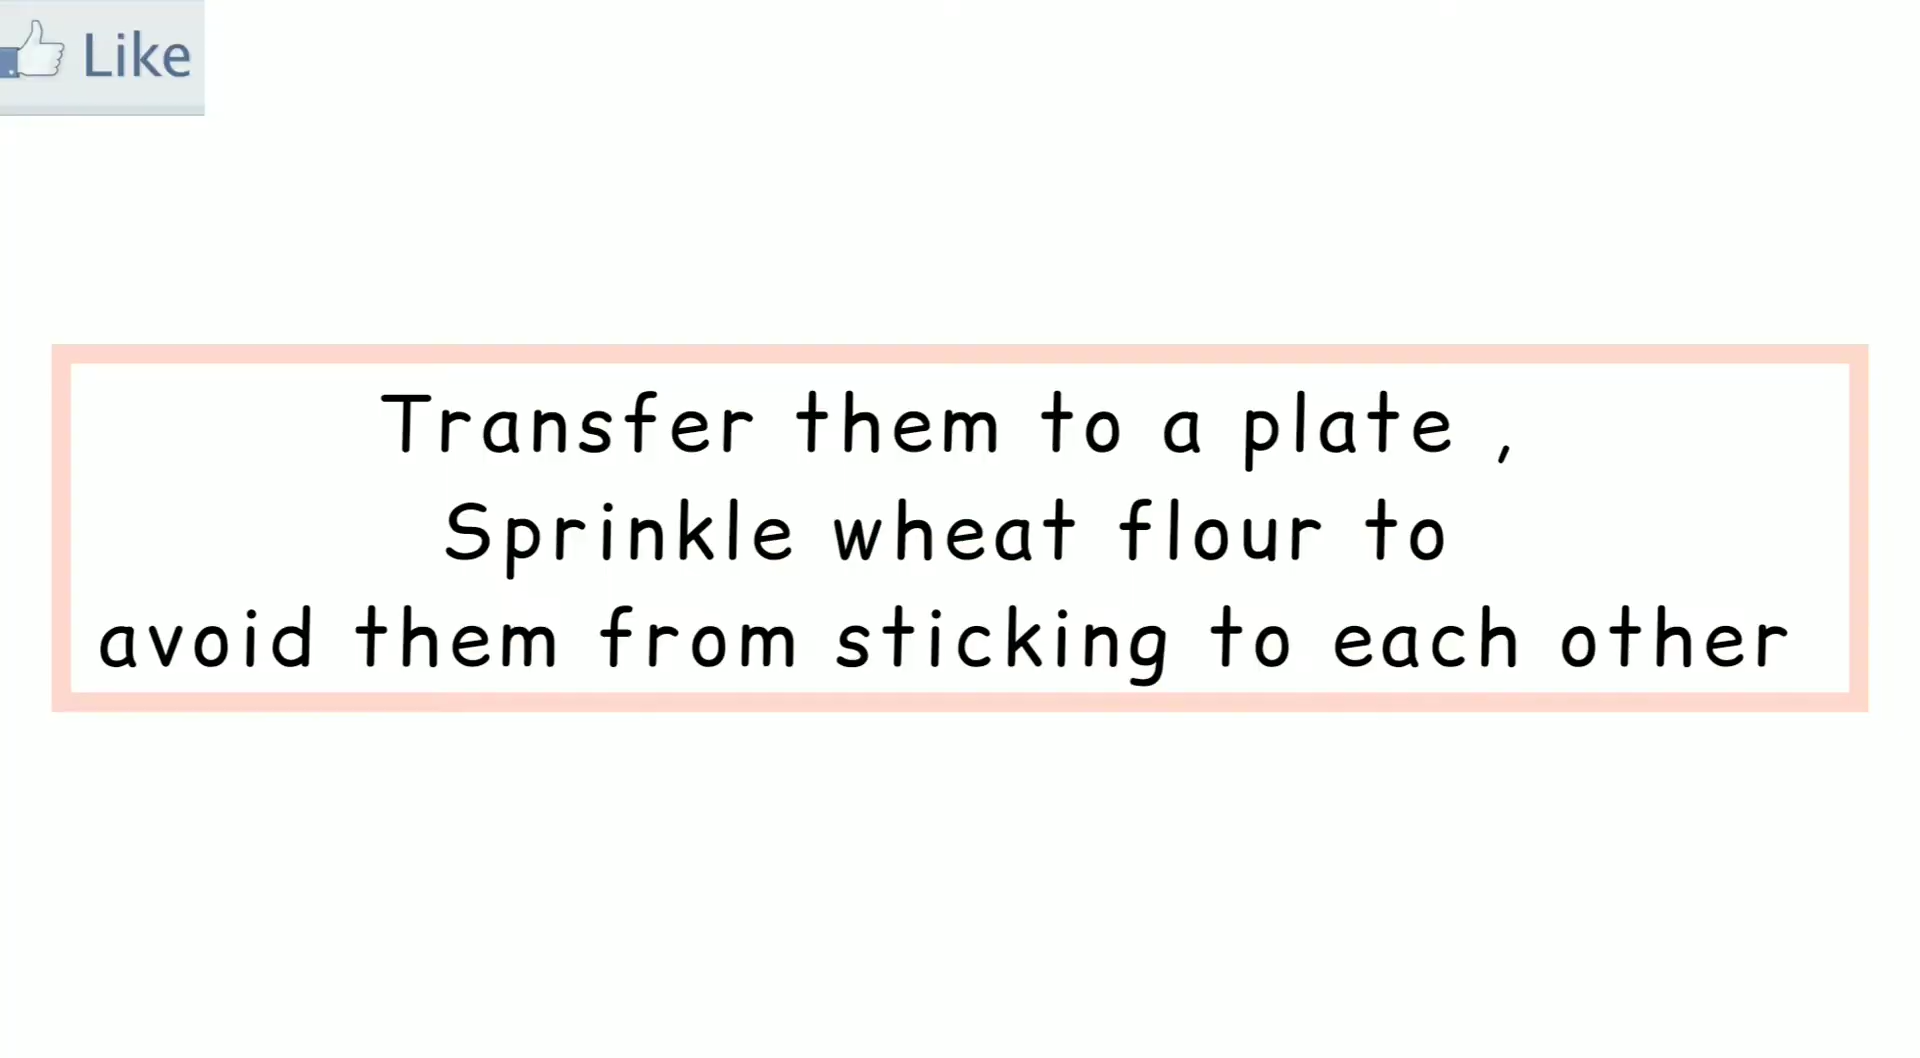 Like
Transfer them to a plate ,
Sprinkle wheat flour to
avoid them from sticking to each other